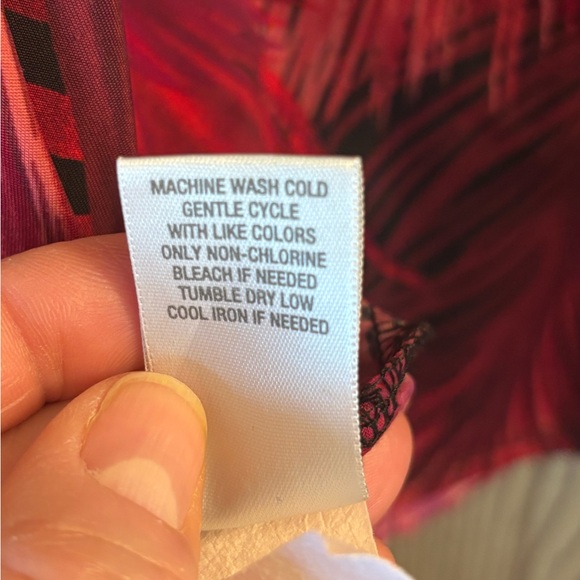 MACHINE WASH COLD
GENTLE CYCLE
WITH LIKE COLORS
ONLY NON-CHLORINE
BLEACH IF NEEDED
TUMBLE DRY LOW
COOL IRON IF NEEDED